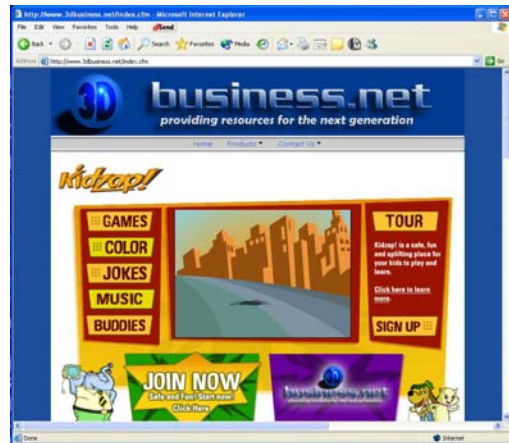 http://www.3dbusiness.net/index.cfm - Microsoft Internet Explorer
File Edit View Favorites Tools Help Send
Back Search Favorites Media
Address http://www.3dbusiness.net/index.cfm Go
3D business.net
providing resources for the next generation
Home Products Contact Us
Kidzap!
GAMES
COLOR
JOKES
MUSIC
BUDDIES
TOUR
Kidzap! is a safe, fun
and uplifting place for
your kids to play and
learn.
Click here to learn
more.
SIGN UP
JOIN NOW
Safe and Fun! Start now!
Click Here
3D
business.net
Done Internet